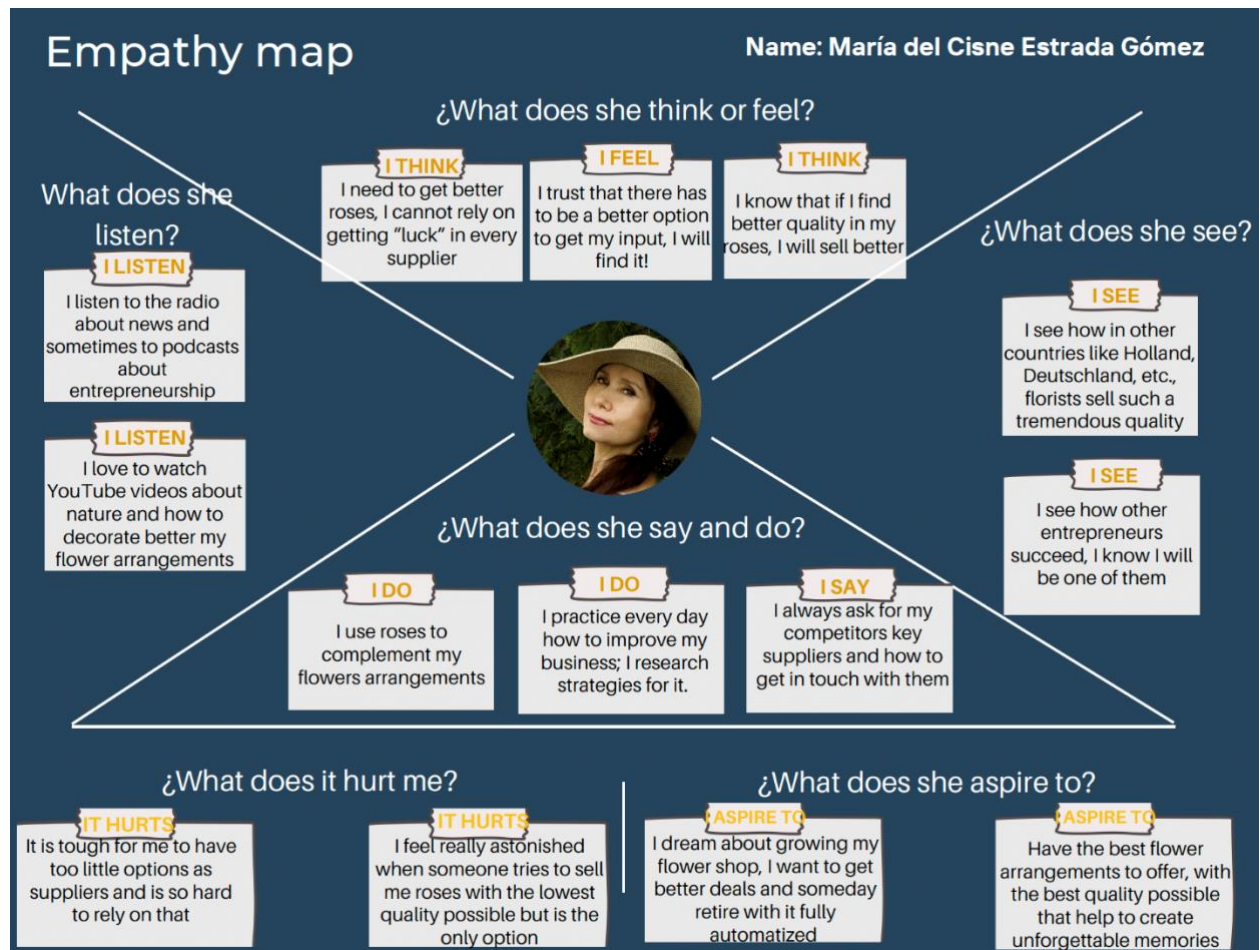 Empathy map
Name: María del Cisne Estrada Gómez
¿What does she think or feel?
I THINK
I need to get better
roses, I cannot rely on
getting “luck” in every
supplier
I FEEL
I trust that there has
to be a better option
to get my input, I will
find it!
I THINK
I know that if I find
better quality in my
roses, I will sell better
What does she
listen?
I LISTEN
I listen to the radio
about news and
sometimes to podcasts
about
entrepreneurship
I LISTEN
I love to watch
YouTube videos about
nature and how to
decorate better my
flower arrangements
¿What does she see?
I SEE
I see how in other
countries like Holland,
Deutschland, etc.,
florists sell such a
tremendous quality
I SEE
I see how other
entrepreneurs
succeed, I know I will
be one of them
¿What does she say and do?
I DO
I use roses to
complement my
flowers arrangements
I DO
I practice every day
how to improve my
business; I research
strategies for it.
I SAY
I always ask for my
competitors key
suppliers and how to
get in touch with them
¿What does it hurt me?
IT HURTS
It is tough for me to have
too little options as
suppliers and is so hard
to rely on that
IT HURTS
I feel really astonished
when someone tries to sell
me roses with the lowest
quality possible but is the
only option
¿What does she aspire to?
I ASPIRE TO
I dream about growing my
flower shop, I want to get
better deals and someday
retire with it fully
automatized
I ASPIRE TO
Have the best flower
arrangements to offer, with
the best quality possible
that help to create
unforgettable memories